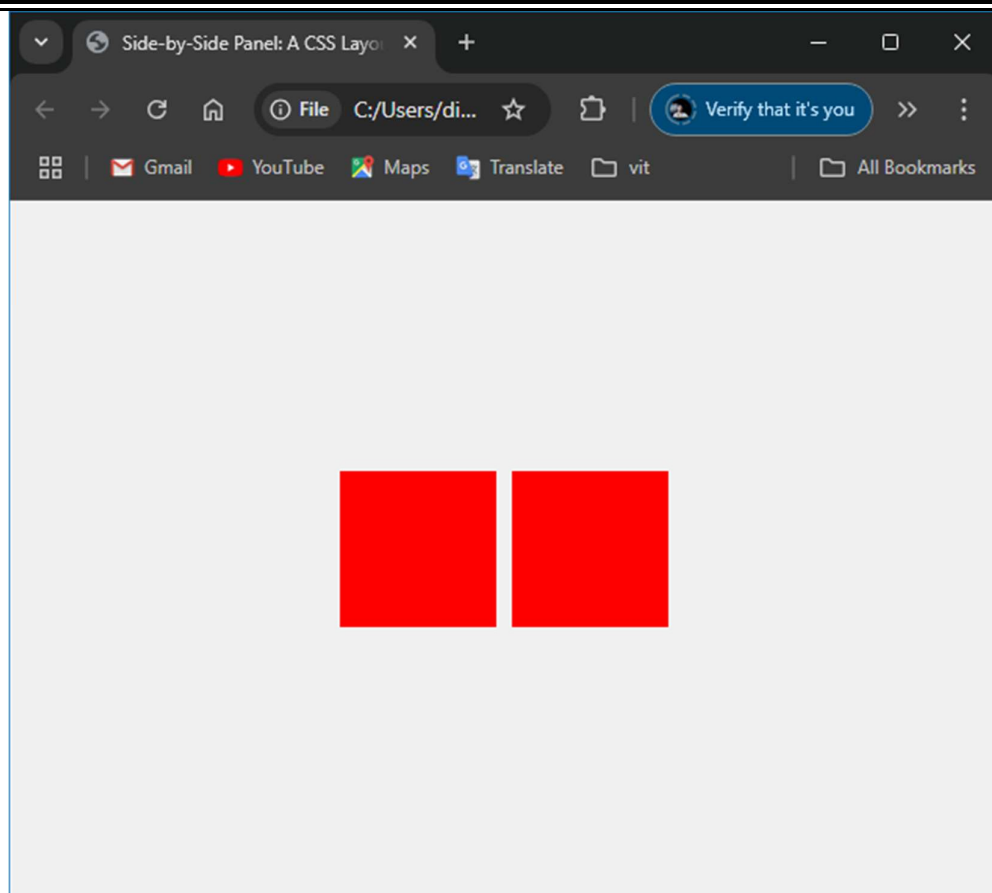 Side-by-Side Panel: A CSS Layo
File C:/Users/di... Verify that it's you
Gmail YouTube Maps Translate vit All Bookmarks